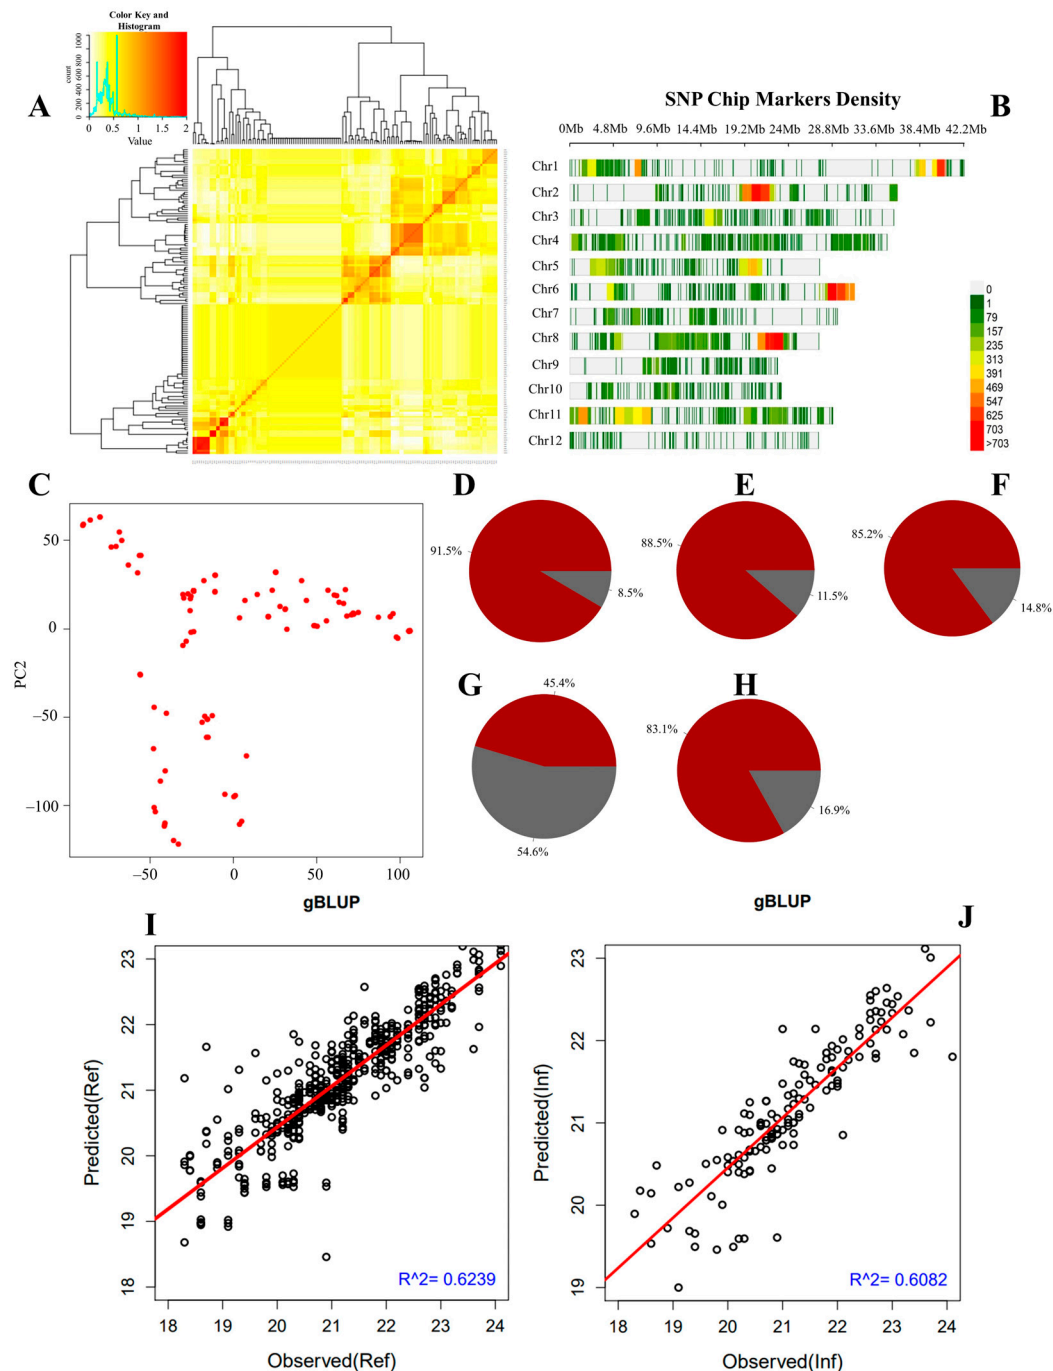 Color Key and
Histogram
count
0 200 400 600 800 1000
0 0.5 1 1.5 2
Value
A
SNP Chip Markers Density
B
0Mb 4.8Mb 9.6Mb 14.4Mb 19.2Mb 24Mb 28.8Mb 33.6Mb 38.4Mb 42.2Mb
Chr1
Chr2
Chr3
Chr4
Chr5
Chr6
Chr7
Chr8
Chr9
Chr10
Chr11
Chr12
0
1
79
157
235
313
391
469
547
625
703
>703
C
PC2
50
0
−50
−100
−50 0 50 100
D
91.5%
8.5%
E
88.5%
11.5%
F
85.2%
14.8%
G
45.4%
54.6%
H
83.1%
16.9%
I
gBLUP
Predicted(Ref)
23
22
21
20
19
18
R^2= 0.6239
18 19 20 21 22 23 24
Observed(Ref)
gBLUP
J
Predicted(Inf)
23
22
21
20
19
R^2= 0.6082
18 19 20 21 22 23 24
Observed(Inf)